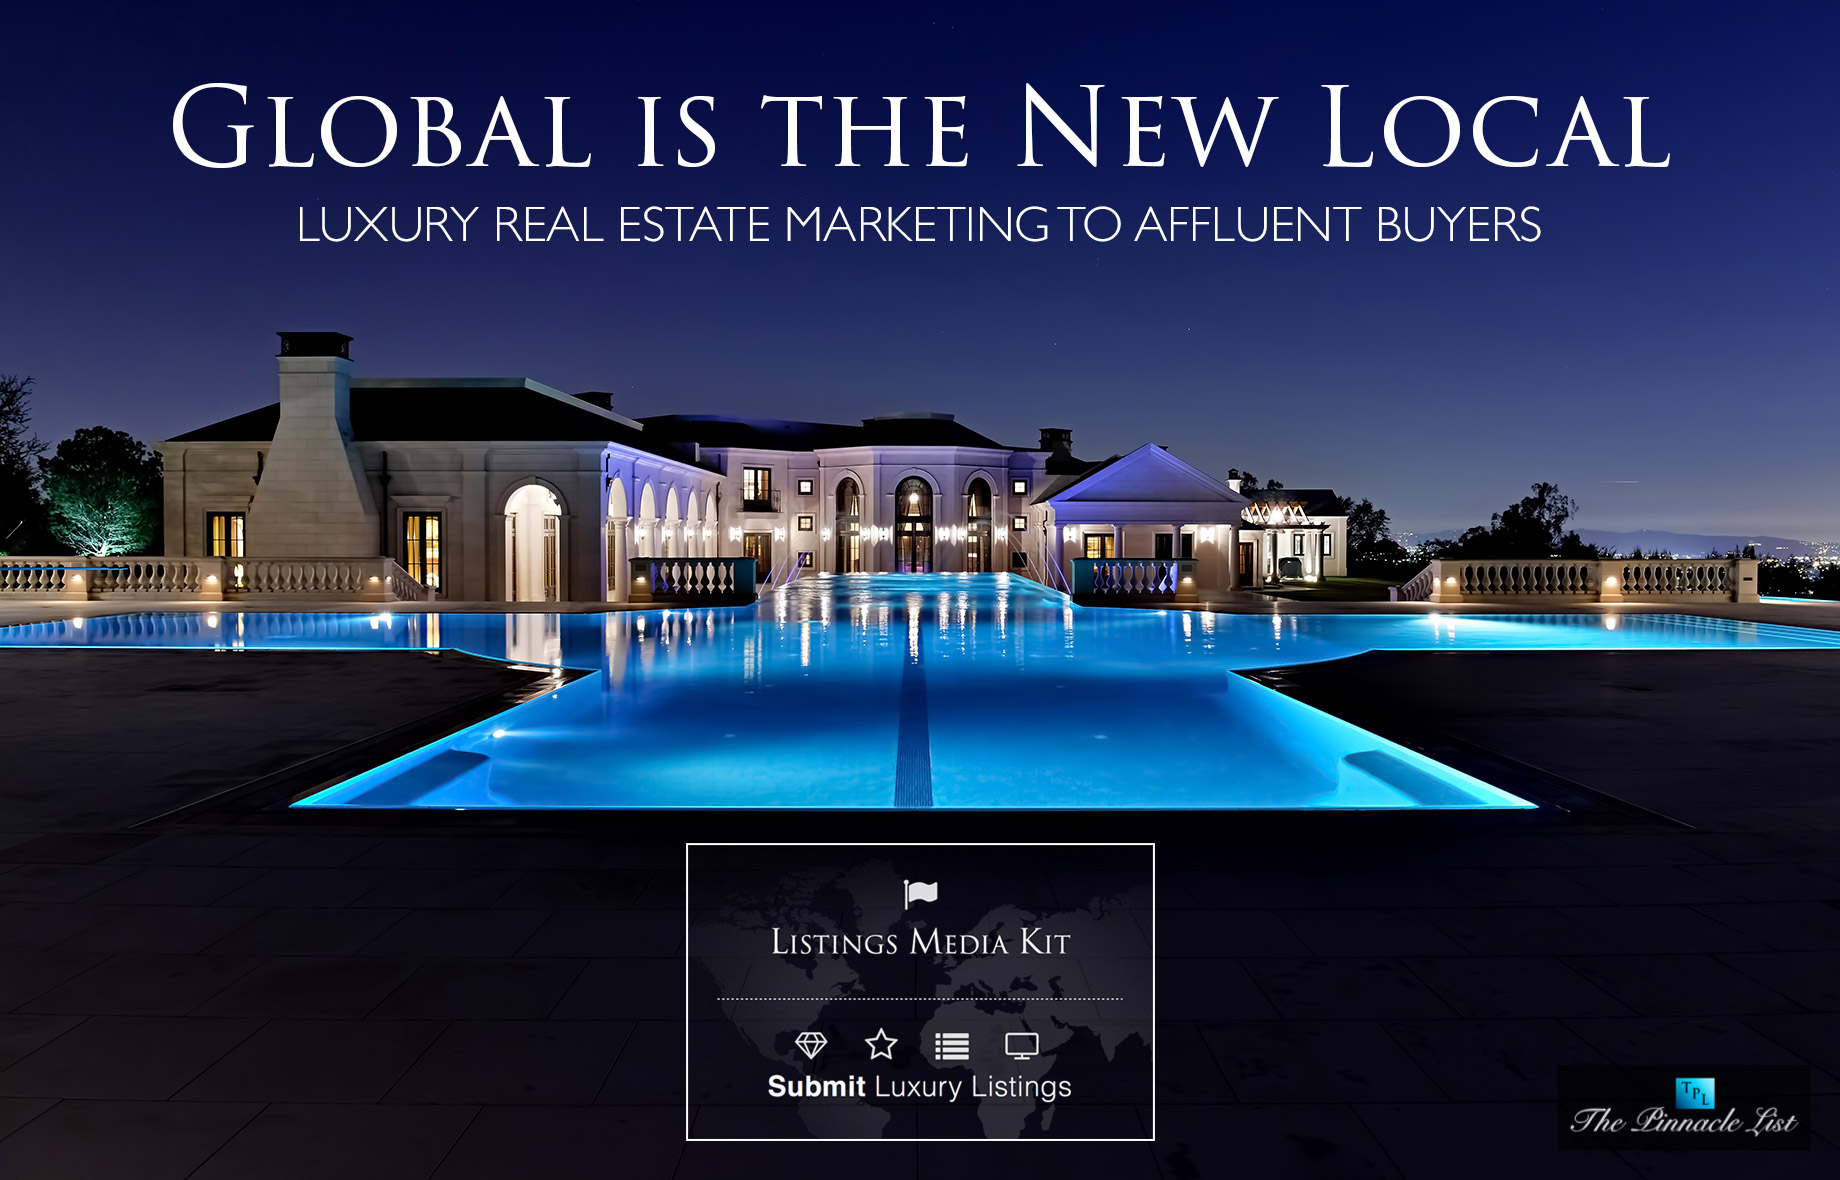 Global is the New Local
LUXURY REAL ESTATE MARKETING TO AFFLUENT BUYERS
Listings Media Kit
Submit Luxury Listings
TPL
The Pinnacle List